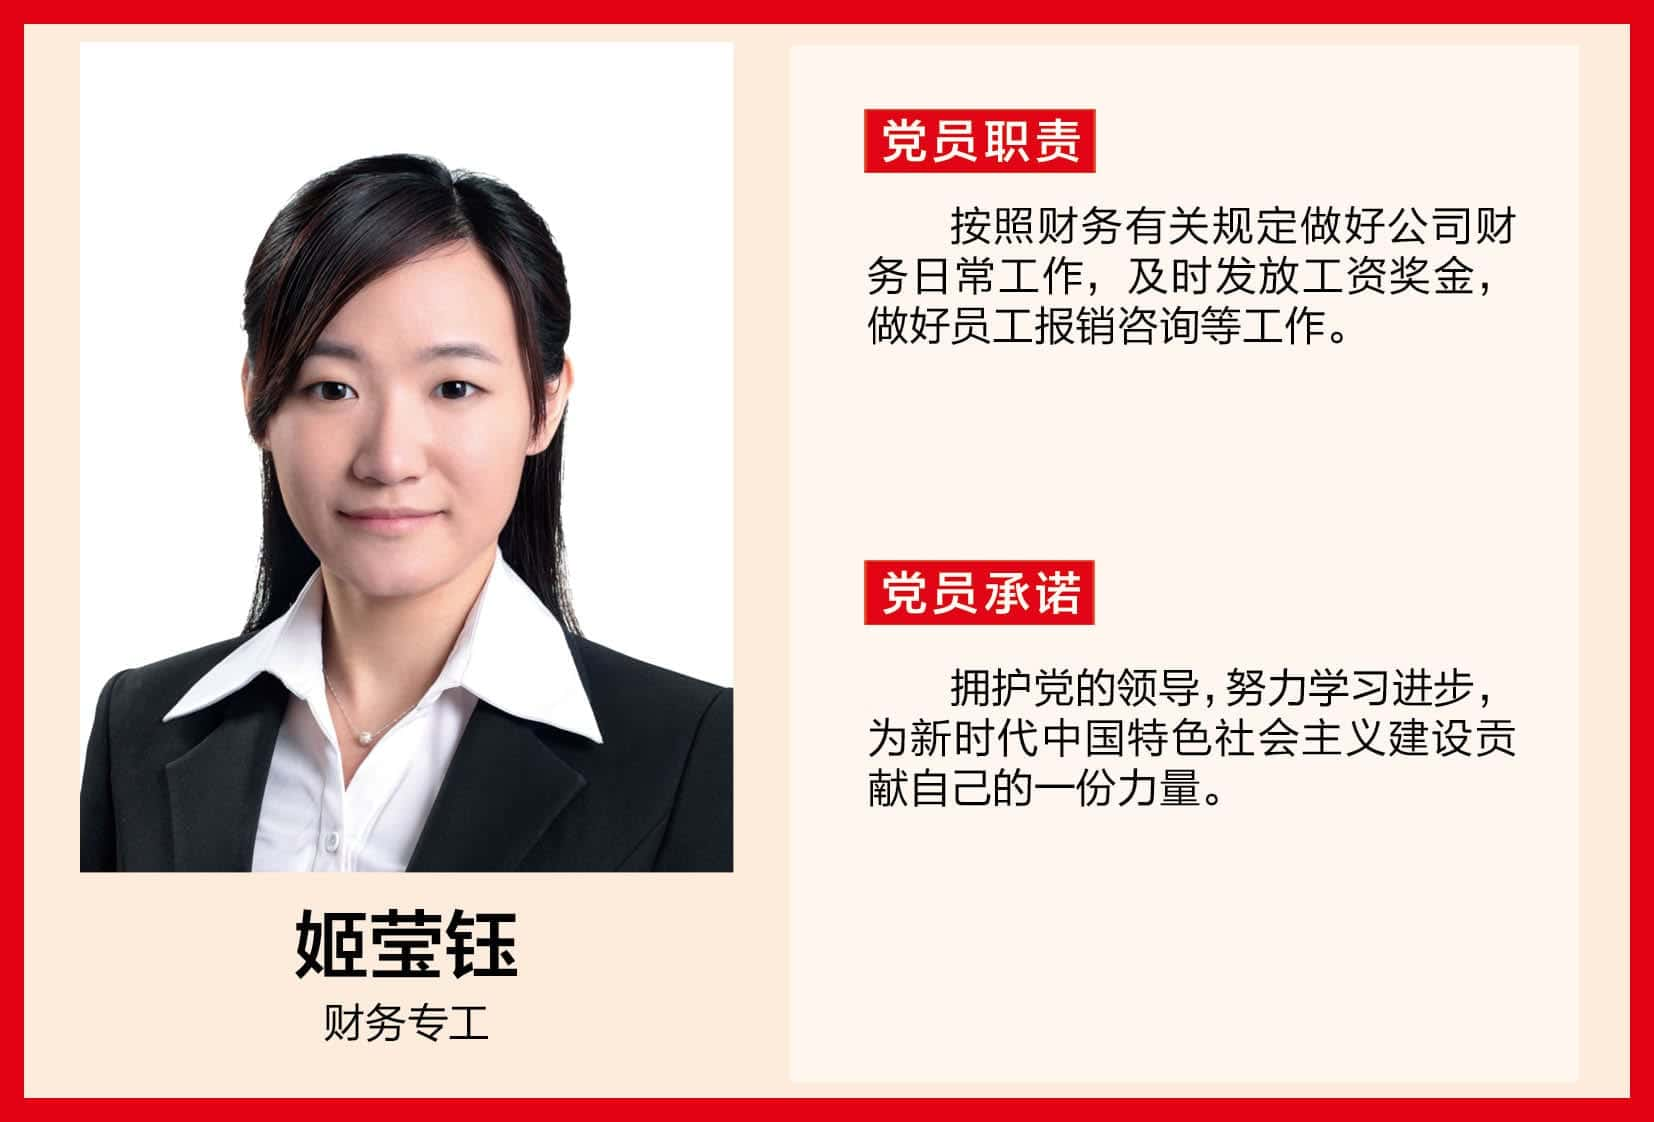 党员职责
按照财务有关规定做好公司财
务日常工作，及时发放工资奖金，
做好员工报销咨询等工作。
党员承诺
拥护党的领导，努力学习进步，
为新时代中国特色社会主义建设贡
献自己的一份力量。
姬莹钰
财务专工